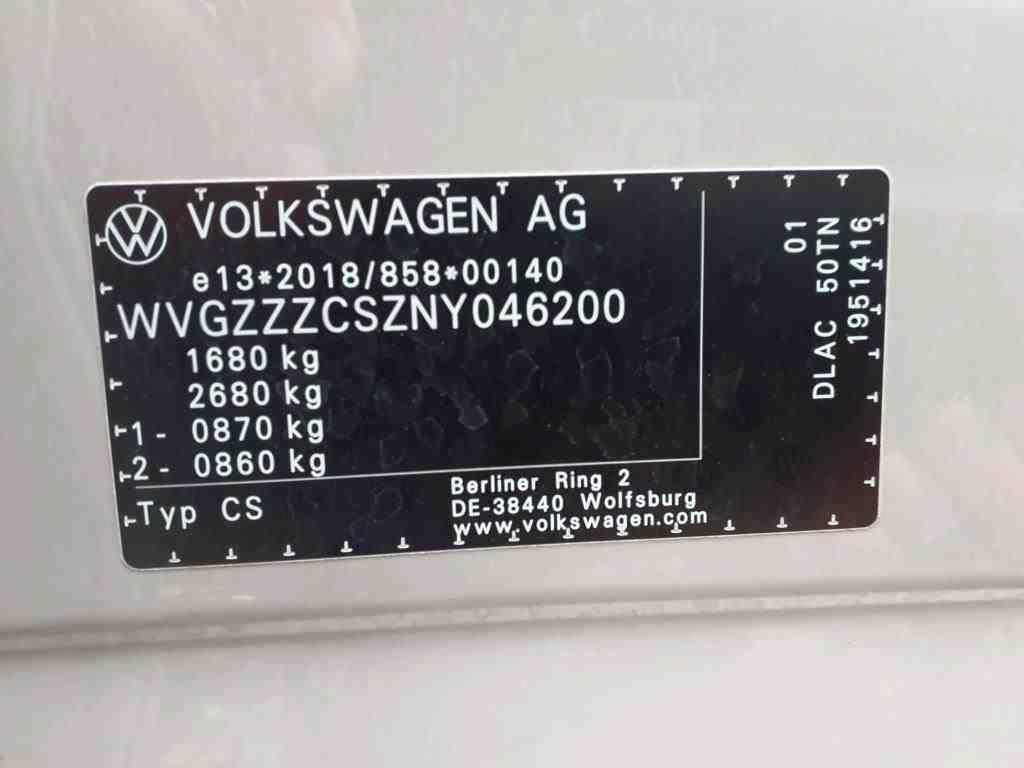 VOLKSWAGEN AG
e13*2018/858*00140
WVGZZZCSZNY046200
1680 kg
2680 kg
1- 0870 kg
2- 0860 kg
Typ CS
Berliner Ring 2
DE-38440 Wolfsburg
www.volkswagen.com
01
DLAC 50TN
1951416